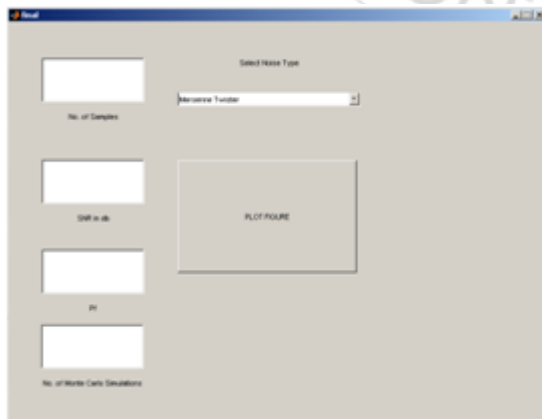 final
Select Noise Type
Mersenne Twister
No. of Samples
SNR in db
PLOT FIGURE
Pf
No. of Monte Carlo Simulations